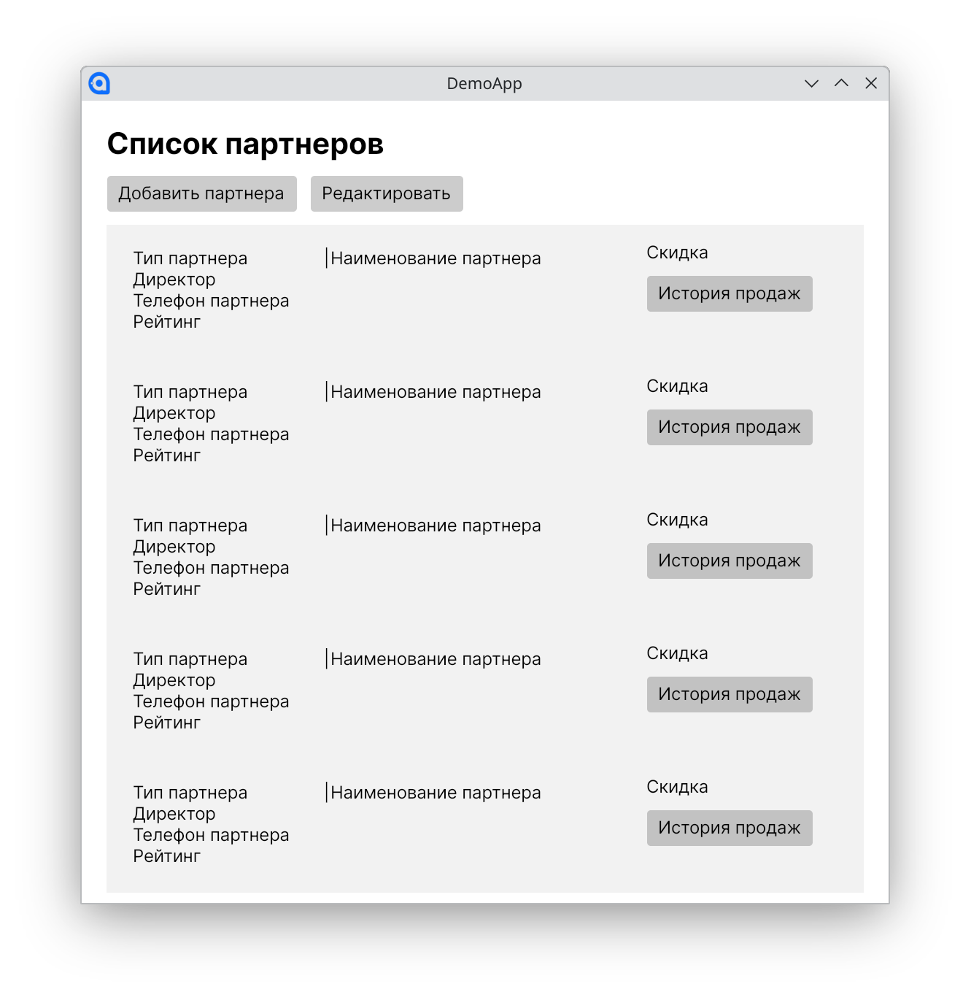 DemoApp
Список партнеров
Добавить партнера Редактировать
Тип партнера |Наименование партнера Скидка
Директор
Телефон партнера История продаж
Рейтинг
Тип партнера |Наименование партнера Скидка
Директор
Телефон партнера История продаж
Рейтинг
Тип партнера |Наименование партнера Скидка
Директор
Телефон партнера История продаж
Рейтинг
Тип партнера |Наименование партнера Скидка
Директор
Телефон партнера История продаж
Рейтинг
Тип партнера |Наименование партнера Скидка
Директор
Телефон партнера История продаж
Рейтинг